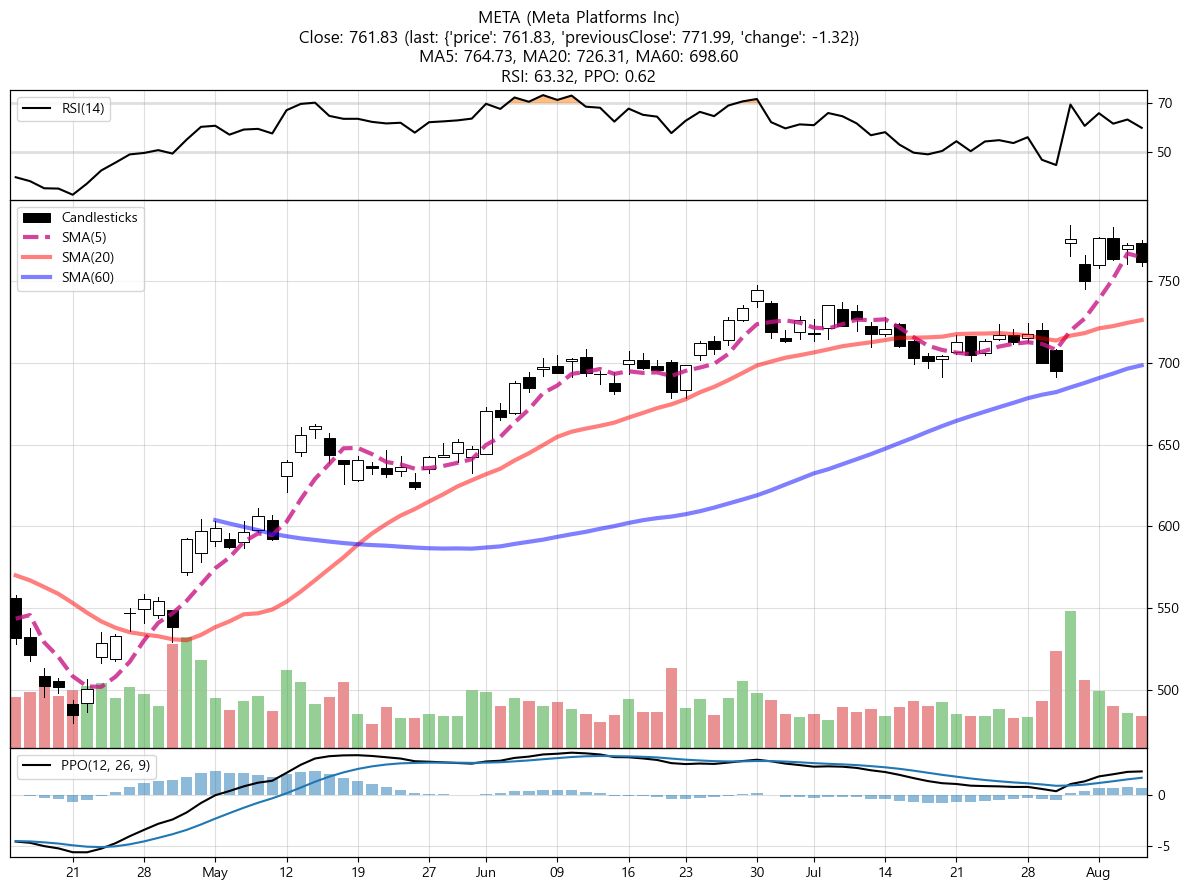 META (Meta Platforms Inc)
Close: 761.83 (last: {'price': 761.83, 'previousClose': 771.99, 'change': -1.32})
MA5: 764.73, MA20: 726.31, MA60: 698.60
RSI: 63.32, PPO: 0.62
RSI(14)
70
50
Candlesticks
SMA(5)
SMA(20)
SMA(60)
750
700
650
600
550
500
PPO(12, 26, 9)
0
-5
21 28 May 12 19 27 Jun 09 16 23 30 Jul 14 21 28 Aug